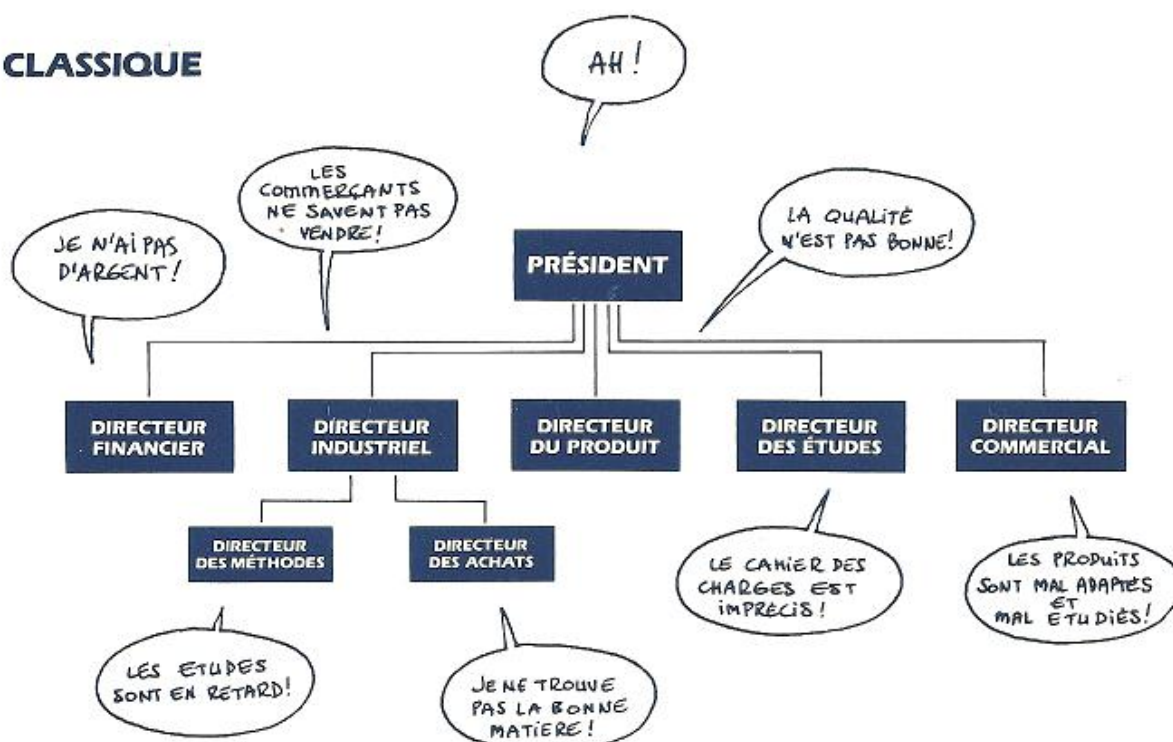 CLASSIQUE
AH!
LES
COMMERÇANTS
NE SAVENT PAS
VENDRE!
JE N'AI PAS
D'ARGENT!
LA QUALITÉ
N'EST PAS BONNE!
PRÉSIDENT
DIRECTEUR
FINANCIER
DIRECTEUR
INDUSTRIEL
DIRECTEUR
DU PRODUIT
DIRECTEUR
DES ÉTUDES
DIRECTEUR
COMMERCIAL
DIRECTEUR
DES MÉTHODES
DIRECTEUR
DES ACHATS
LE CAHIER DES
CHARGES EST
IMPRÉCIS!
LES PRODUITS
SONT MAL ADAPTÉS
ET
MAL ETUDIÉS!
LES ETUDES
SONT EN RETARD!
JE NE TROUVE
PAS LA BONNE
MATIÈRE!